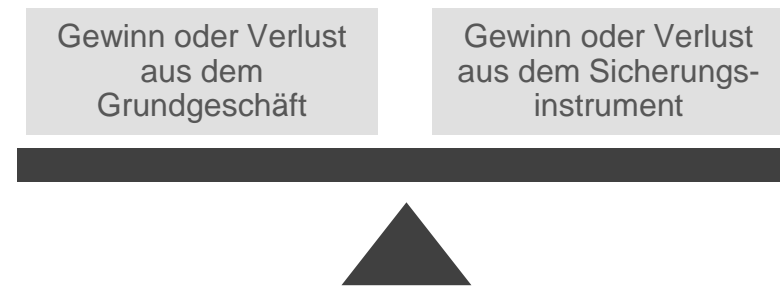 Gewinn oder Verlust
aus dem
Grundgeschäft
Gewinn oder Verlust
aus dem Sicherungs-
instrument